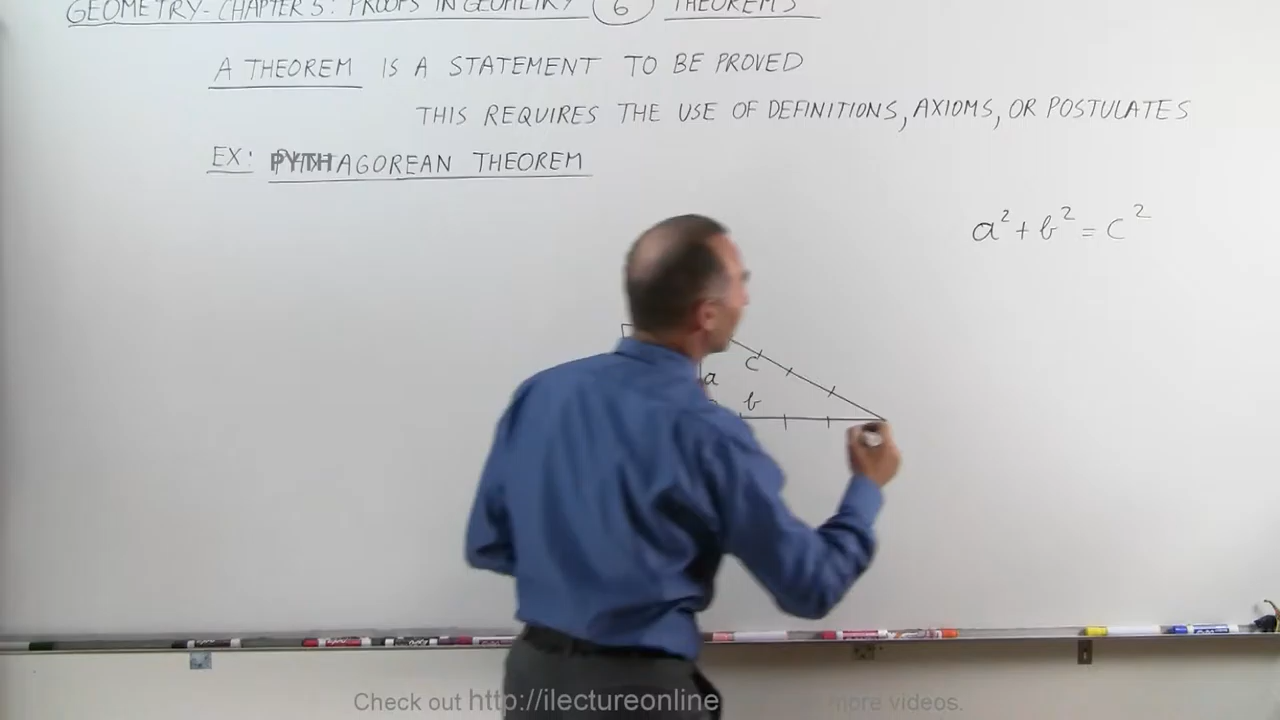 GEOMETRY- CHAPTER 5: PROOFS IN GEOMETRY 6 THEOREMS
A THEOREM IS A STATEMENT TO BE PROVED
THIS REQUIRES THE USE OF DEFINITIONS, AXIOMS, OR POSTULATES
EX: PYTHAGOREAN THEOREM
a² + b² = c²
c
a
b
Check out http://ilectureonline more videos.